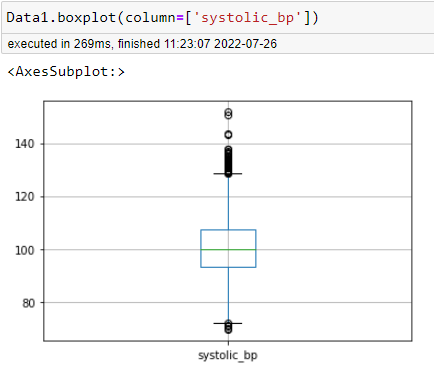 Data1.boxplot(column=['systolic_bp'])
executed in 269ms, finished 11:23:07 2022-07-26
<AxesSubplot:>
140
120
100
80
systolic_bp